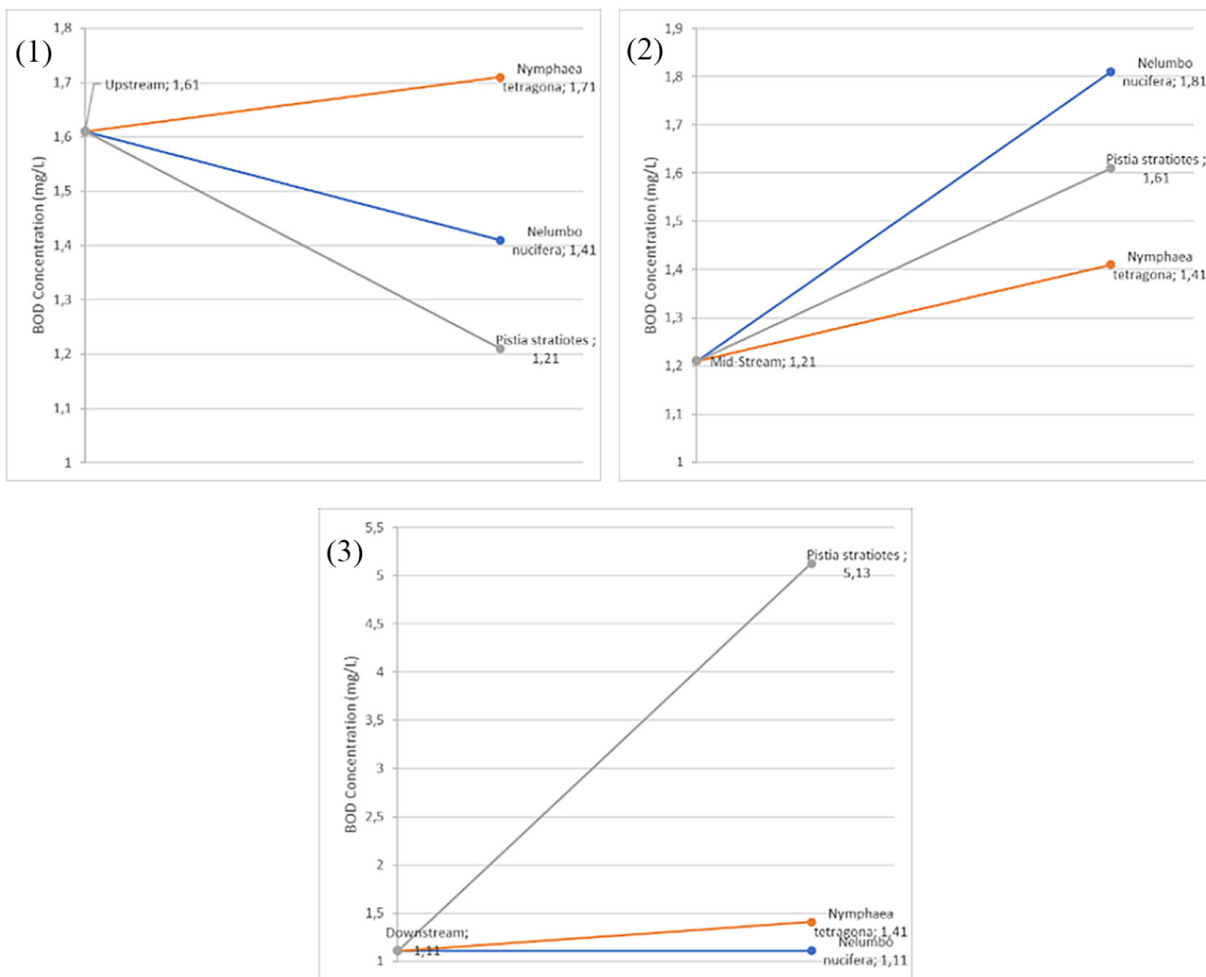 (1)
1,8
1,7
1,6
1,5
1,4
1,3
1,2
1,1
1
BOD Concentration (mg/L)
Upstream; 1,61
Nymphaea
tetragona; 1,71
Nelumbo
nucifera; 1,41
Pistia stratiotes ;
1,21
(2)
1,9
1,8
1,7
1,6
1,5
1,4
1,3
1,2
1,1
1
BOD Concentration (mg/L)
Mid-Stream; 1,21
Nelumbo
nucifera; 1,81
Pistia stratiotes ;
1,61
Nymphaea
tetragona; 1,41
(3)
5,5
5
4,5
4
3,5
3
2,5
2
1,5
1
BOD Concentration (mg/L)
Downstream;
1,11
Pistia stratiotes ;
5,13
Nymphaea
tetragona; 1,41
Nelumbo
nucifera; 1,11